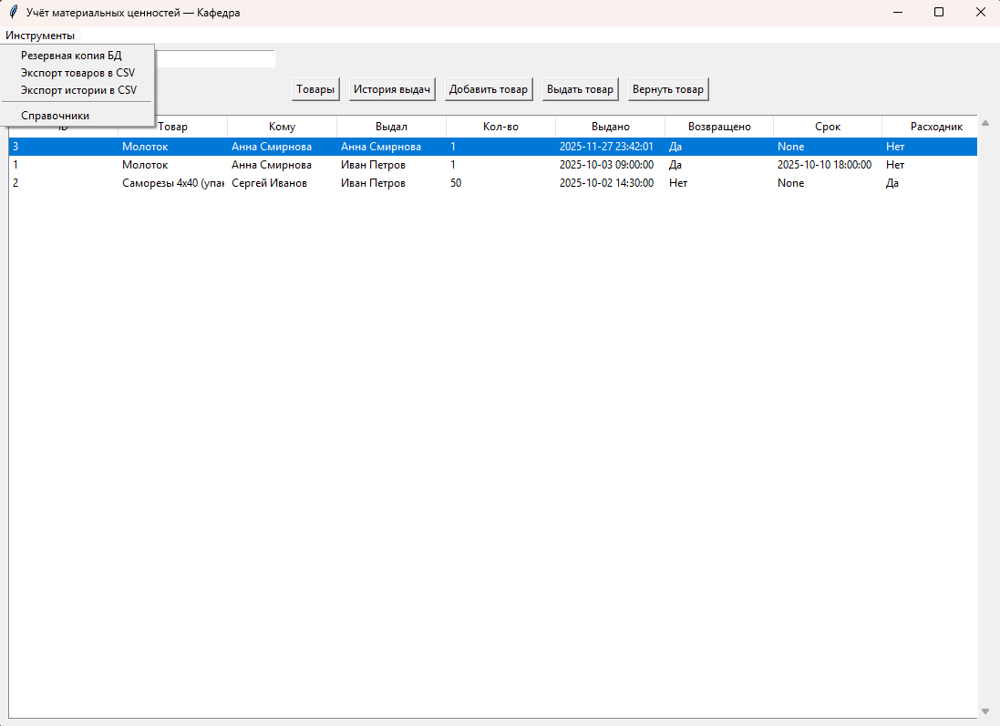 Учёт материальных ценностей — Кафедра
Инструменты
Резервная копия БД
Экспорт товаров в CSV
Экспорт истории в CSV
Справочники
Товары История выдач Добавить товар Выдать товар Вернуть товар
ID Товар Кому Выдал Кол-во Выдано Возвращено Срок Расходник
3 Молоток Анна Смирнова Анна Смирнова 1 2025-11-27 23:42:01 Да None Нет
1 Молоток Анна Смирнова Иван Петров 1 2025-10-03 09:00:00 Да 2025-10-10 18:00:00 Нет
2 Саморезы 4x40 (упак Сергей Иванов Иван Петров 50 2025-10-02 14:30:00 Нет None Да